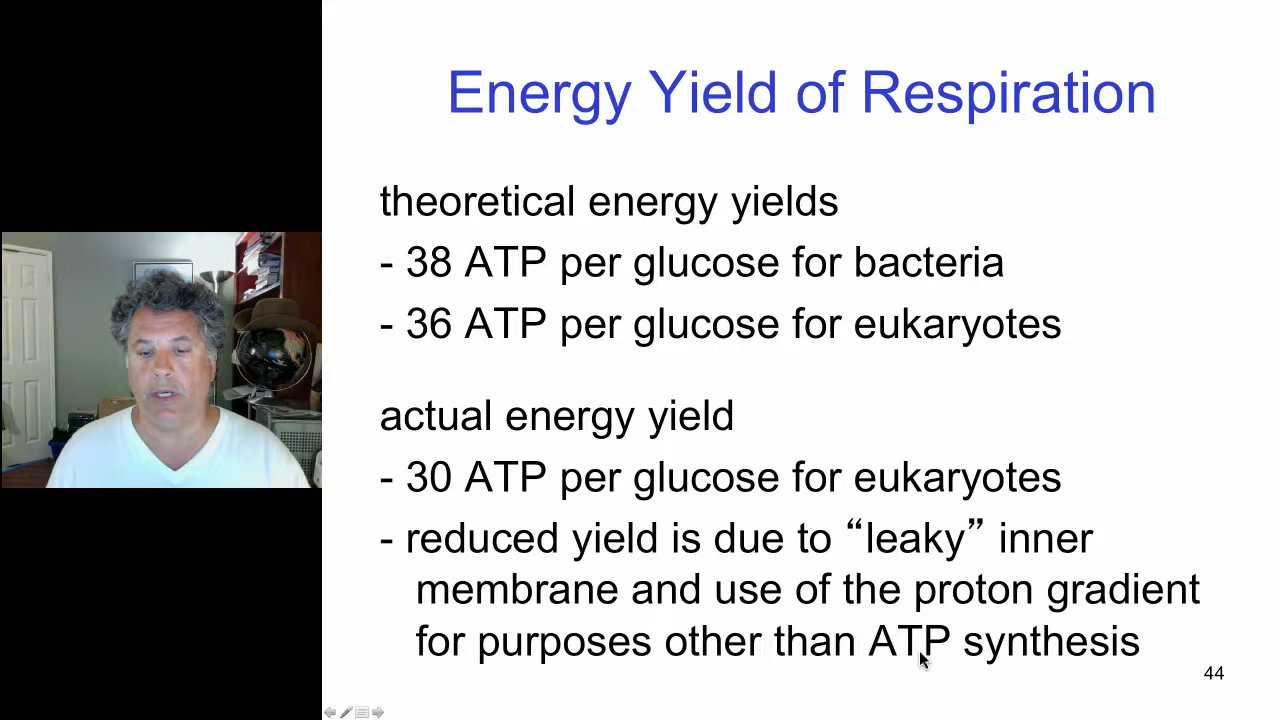 Energy Yield of Respiration
theoretical energy yields
- 38 ATP per glucose for bacteria
- 36 ATP per glucose for eukaryotes
actual energy yield
- 30 ATP per glucose for eukaryotes
- reduced yield is due to “leaky” inner
membrane and use of the proton gradient
for purposes other than ATP synthesis
44